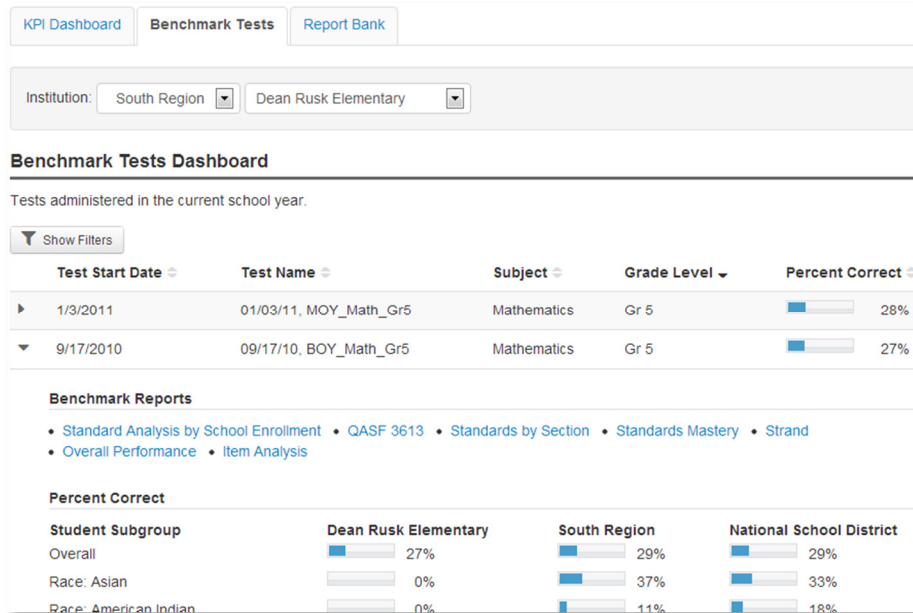 KPI Dashboard Benchmark Tests Report Bank
Institution: South Region Dean Rusk Elementary
Benchmark Tests Dashboard
Tests administered in the current school year.
Show Filters
Test Start Date Test Name Subject Grade Level Percent Correct
1/3/2011 01/03/11, MOY_Math_Gr5 Mathematics Gr 5 28%
9/17/2010 09/17/10, BOY_Math_Gr5 Mathematics Gr 5 27%
Benchmark Reports
• Standard Analysis by School Enrollment • QASF 3613 • Standards by Section • Standards Mastery • Strand
• Overall Performance • Item Analysis
Percent Correct
Student Subgroup Dean Rusk Elementary South Region National School District
Overall 27% 29% 29%
Race: Asian 0% 37% 33%
Race: American Indian 0% 11% 18%